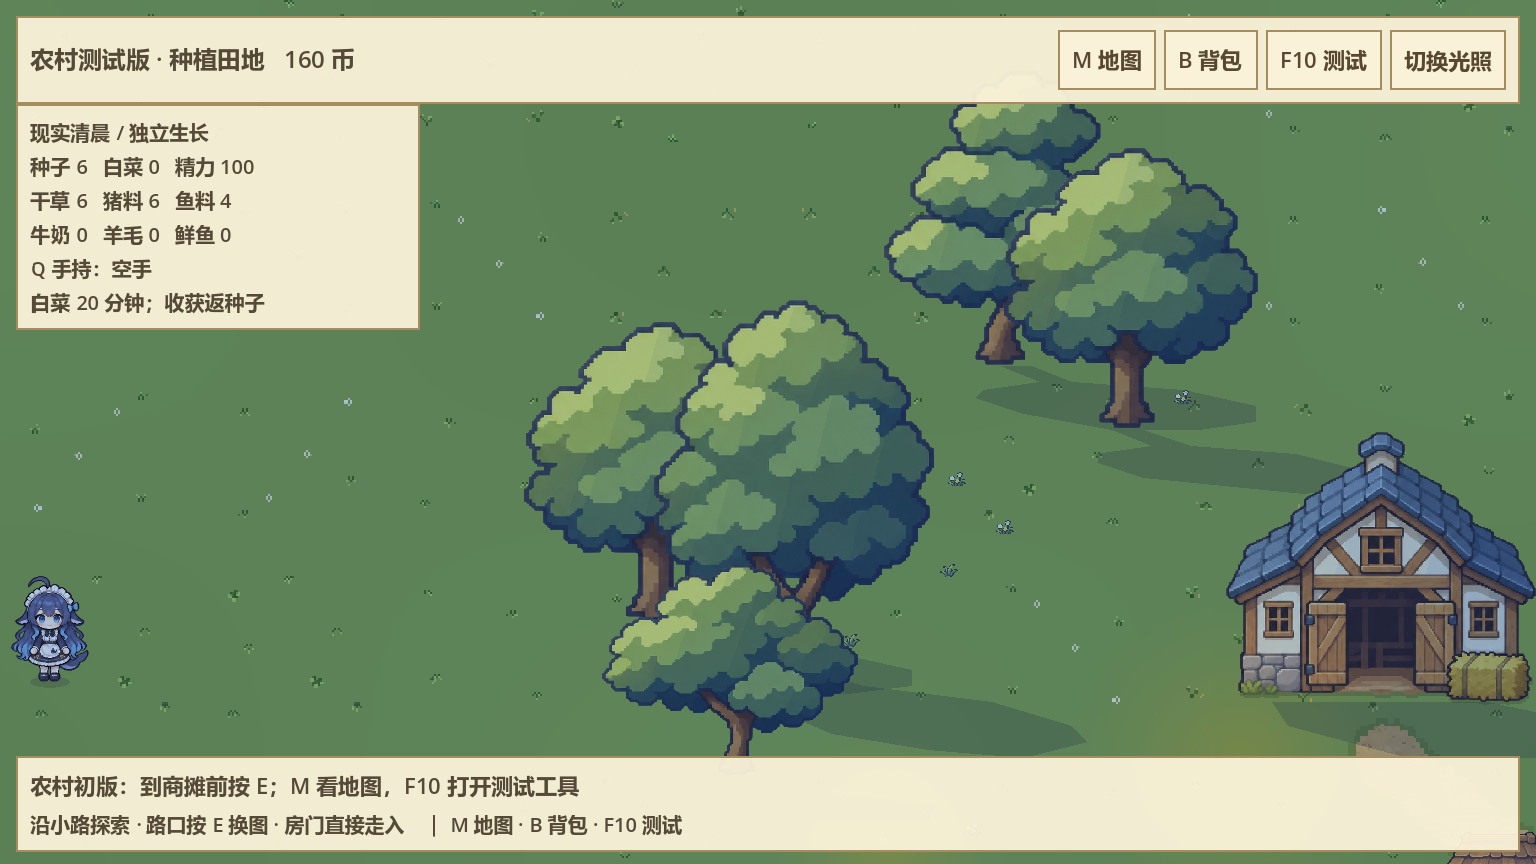 农村测试版 · 种植田地 160 币
M 地图 B 背包 F10 测试 切换光照
现实清晨 / 独立生长
种子 6 白菜 0 精力 100
干草 6 猪料 6 鱼料 4
牛奶 0 羊毛 0 鲜鱼 0
Q 手持：空手
白菜 20 分钟；收获返种子
农村初版：到商摊前按 E；M 看地图，F10 打开测试工具
沿小路探索 · 路口按 E 换图 · 房门直接走入 | M 地图 · B 背包 · F10 测试